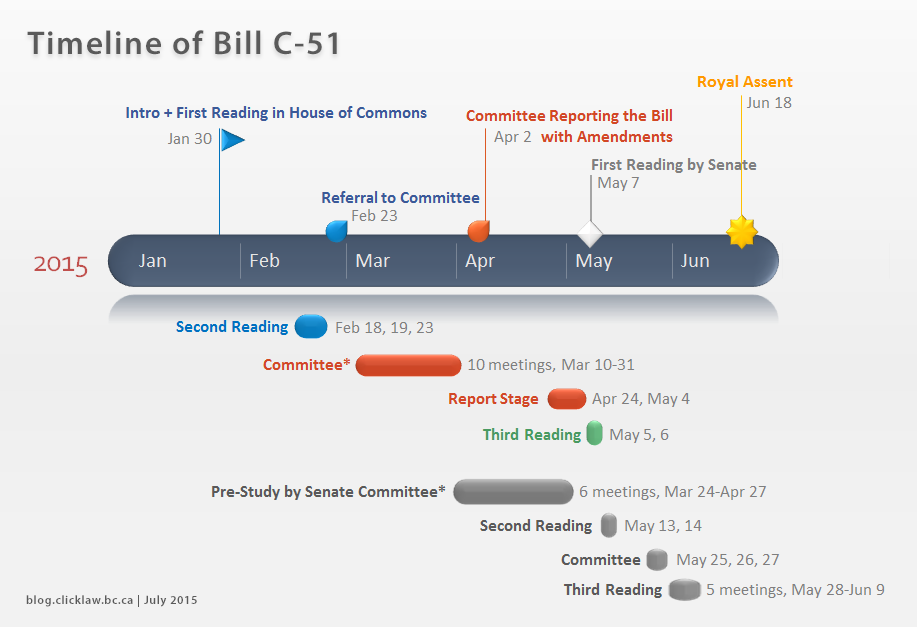 Timeline of Bill C-51
Royal Assent
Jun 18
Intro + First Reading in House of Commons
Jan 30
Committee Reporting the Bill
Apr 2 with Amendments
First Reading by Senate
May 7
Referral to Committee
Feb 23
2015 Jan Feb Mar Apr May Jun
Second Reading Feb 18, 19, 23
Committee* 10 meetings, Mar 10-31
Report Stage Apr 24, May 4
Third Reading May 5, 6
Pre-Study by Senate Committee* 6 meetings, Mar 24-Apr 27
Second Reading May 13, 14
Committee May 25, 26, 27
Third Reading 5 meetings, May 28-Jun 9
blog.clicklaw.bc.ca | July 2015